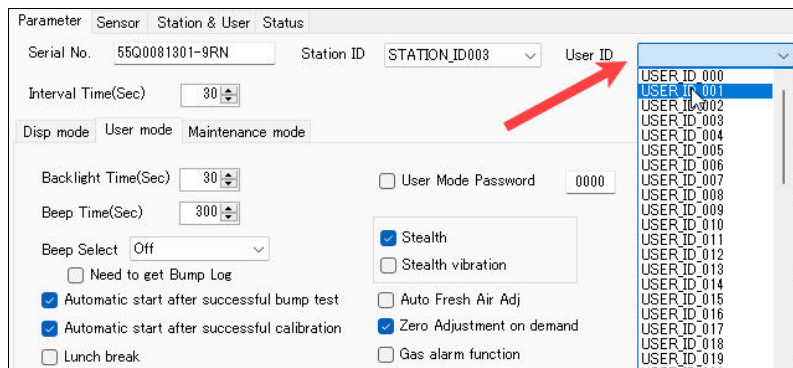 Parameter Sensor Station & User Status
Serial No. 55Q0081301-9RN Station ID STATION_ID003 User ID
Interval Time(Sec) 30
Disp mode User mode Maintenance mode
Backlight Time(Sec) 30
Beep Time(Sec) 300
Beep Select Off
Need to get Bump Log
Automatic start after successful bump test
Automatic start after successful calibration
Lunch break
User Mode Password 0000
Stealth
Stealth vibration
Auto Fresh Air Adj
Zero Adjustment on demand
Gas alarm function
USER_ID_000
USER_ID_001
USER_ID_002
USER_ID_003
USER_ID_004
USER_ID_005
USER_ID_006
USER_ID_007
USER_ID_008
USER_ID_009
USER_ID_010
USER_ID_011
USER_ID_012
USER_ID_013
USER_ID_014
USER_ID_015
USER_ID_016
USER_ID_017
USER_ID_018
USER_ID_019